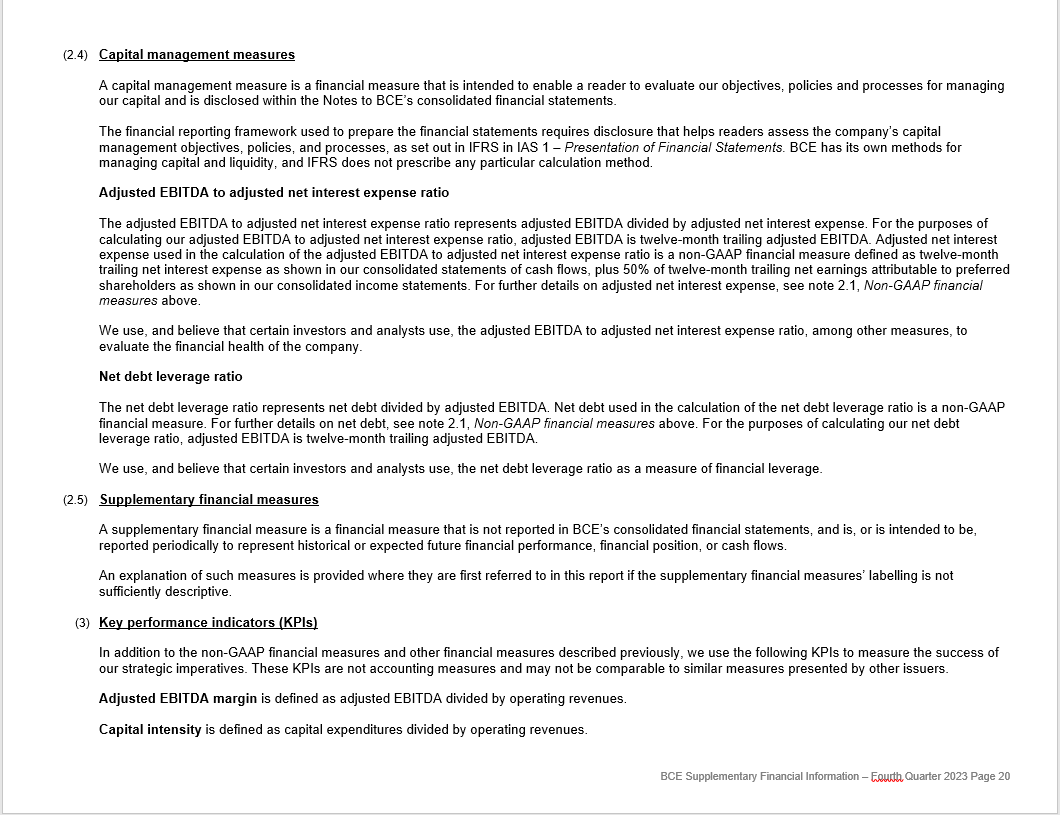 (2.4) Capital management measures
A capital management measure is a financial measure that is intended to enable a reader to evaluate our objectives, policies and processes for managing
our capital and is disclosed within the Notes to BCE’s consolidated financial statements.
The financial reporting framework used to prepare the financial statements requires disclosure that helps readers assess the company’s capital
management objectives, policies, and processes, as set out in IFRS in IAS 1 – Presentation of Financial Statements. BCE has its own methods for
managing capital and liquidity, and IFRS does not prescribe any particular calculation method.
Adjusted EBITDA to adjusted net interest expense ratio
The adjusted EBITDA to adjusted net interest expense ratio represents adjusted EBITDA divided by adjusted net interest expense. For the purposes of
calculating our adjusted EBITDA to adjusted net interest expense ratio, adjusted EBITDA is twelve-month trailing adjusted EBITDA. Adjusted net interest
expense used in the calculation of the adjusted EBITDA to adjusted net interest expense ratio is a non-GAAP financial measure defined as twelve-month
trailing net interest expense as shown in our consolidated statements of cash flows, plus 50% of twelve-month trailing net earnings attributable to preferred
shareholders as shown in our consolidated income statements. For further details on adjusted net interest expense, see note 2.1, Non-GAAP financial
measures above.
We use, and believe that certain investors and analysts use, the adjusted EBITDA to adjusted net interest expense ratio, among other measures, to
evaluate the financial health of the company.
Net debt leverage ratio
The net debt leverage ratio represents net debt divided by adjusted EBITDA. Net debt used in the calculation of the net debt leverage ratio is a non-GAAP
financial measure. For further details on net debt, see note 2.1, Non-GAAP financial measures above. For the purposes of calculating our net debt
leverage ratio, adjusted EBITDA is twelve-month trailing adjusted EBITDA.
We use, and believe that certain investors and analysts use, the net debt leverage ratio as a measure of financial leverage.
(2.5) Supplementary financial measures
A supplementary financial measure is a financial measure that is not reported in BCE’s consolidated financial statements, and is, or is intended to be,
reported periodically to represent historical or expected future financial performance, financial position, or cash flows.
An explanation of such measures is provided where they are first referred to in this report if the supplementary financial measures’ labelling is not
sufficiently descriptive.
(3) Key performance indicators (KPIs)
In addition to the non-GAAP financial measures and other financial measures described previously, we use the following KPIs to measure the success of
our strategic imperatives. These KPIs are not accounting measures and may not be comparable to similar measures presented by other issuers.
Adjusted EBITDA margin is defined as adjusted EBITDA divided by operating revenues.
Capital intensity is defined as capital expenditures divided by operating revenues.
BCE Supplementary Financial Information – Fourth Quarter 2023 Page 20